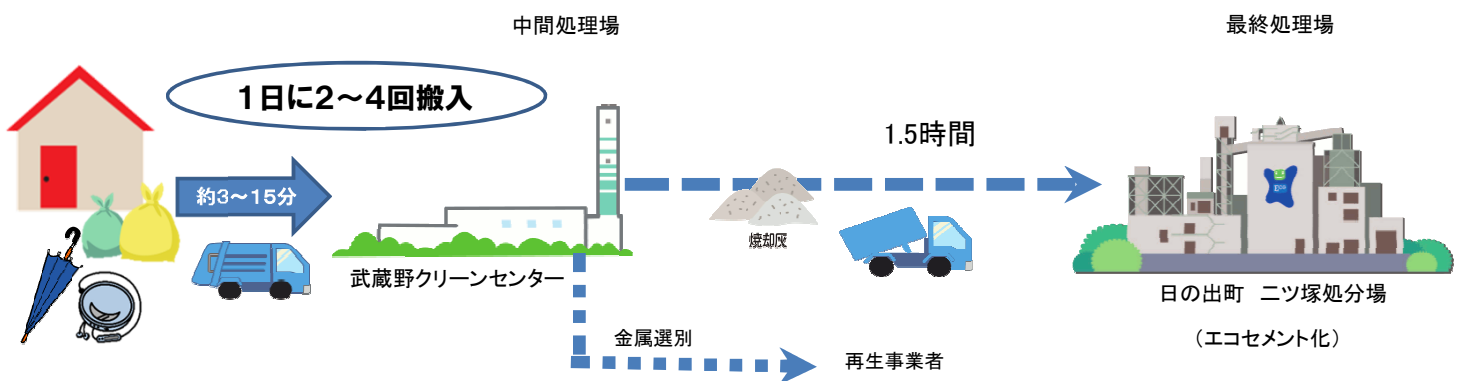 中間処理場
最終処理場
1日に2～4回搬入
1.5時間
約3～15分
焼却灰
武蔵野クリーンセンター
日の出町 二ツ塚処分場
（エコセメント化）
金属選別
再生事業者